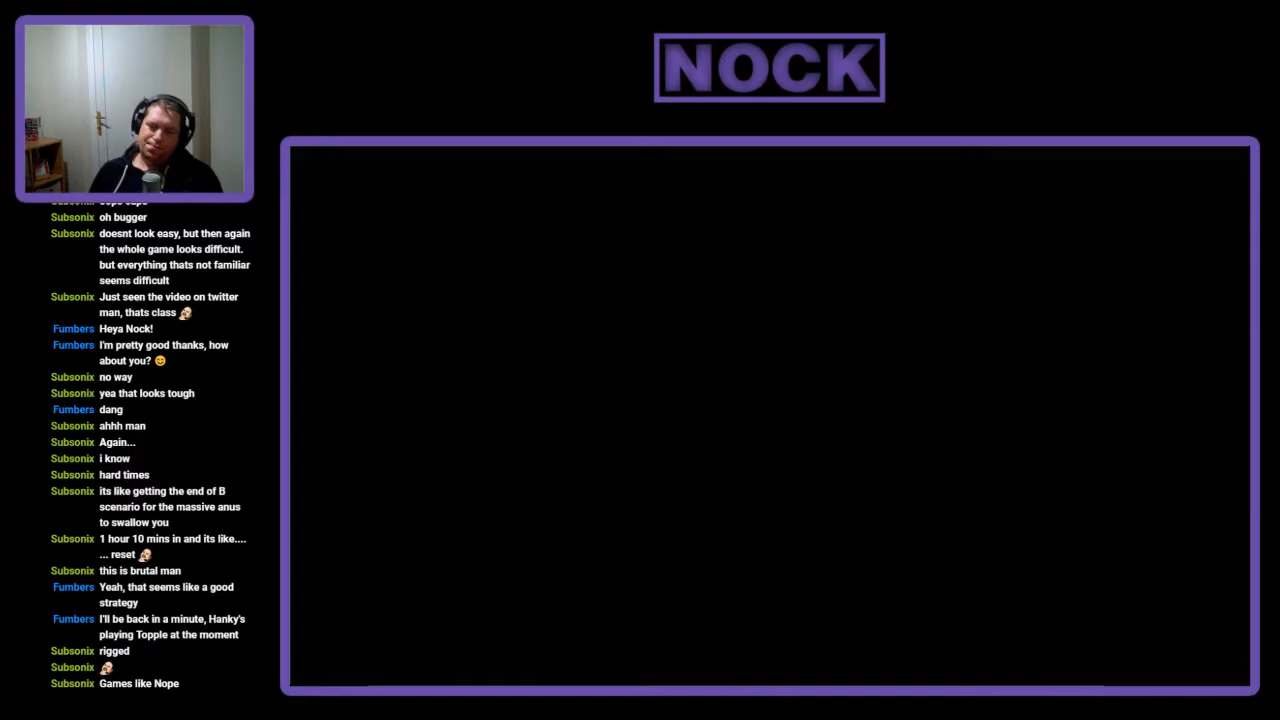 NOCK
Subsonix oh bugger
Subsonix doesnt look easy, but then again
the whole game looks difficult.
but everything thats not familiar
seems difficult
Subsonix Just seen the video on twitter
man, thats class
Fumbers Heya Nock!
Fumbers I'm pretty good thanks, how
about you? 😊
Subsonix no way
Subsonix yea that looks tough
Fumbers dang
Subsonix ahhh man
Subsonix Again...
Subsonix i know
Subsonix hard times
Subsonix its like getting the end of B
scenario for the massive anus
to swallow you
Subsonix 1 hour 10 mins in and its like....
... reset
Subsonix this is brutal man
Fumbers Yeah, that seems like a good
strategy
Fumbers I'll be back in a minute, Hanky's
playing Topple at the moment
Subsonix rigged
Subsonix
Subsonix Games like Nope